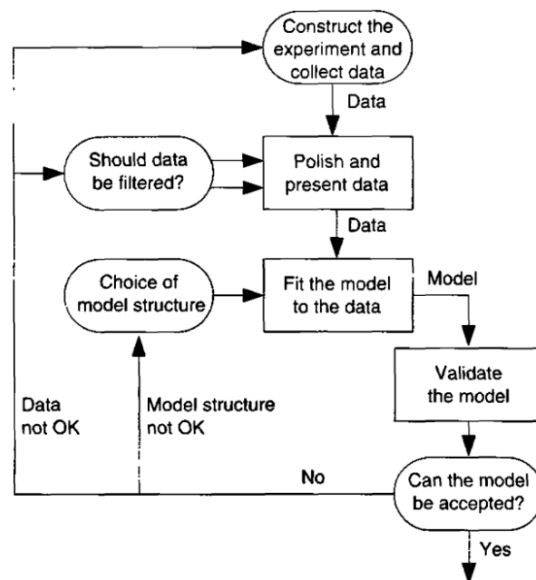 Construct the
experiment and
collect data
Data
Should data
be filtered?
Polish and
present data
Data
Choice of
model structure
Fit the model
to the data
Model
Validate
the model
Data
not OK
Model structure
not OK
No
Can the model
be accepted?
Yes